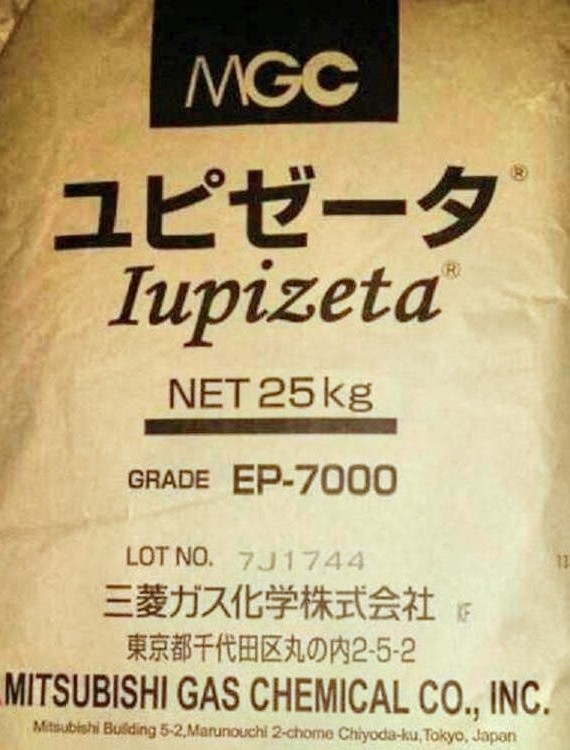 MGC
ユピゼータ®
Iupizeta®
NET 25kg
GRADE EP-7000
LOT NO. 7J1744
三菱ガス化学株式会社 KF
東京都千代田区丸の内2-5-2
MITSUBISHI GAS CHEMICAL CO., INC.
Mitsubishi Building 5-2,Marunouchi 2-chome Chiyoda-ku,Tokyo, Japan